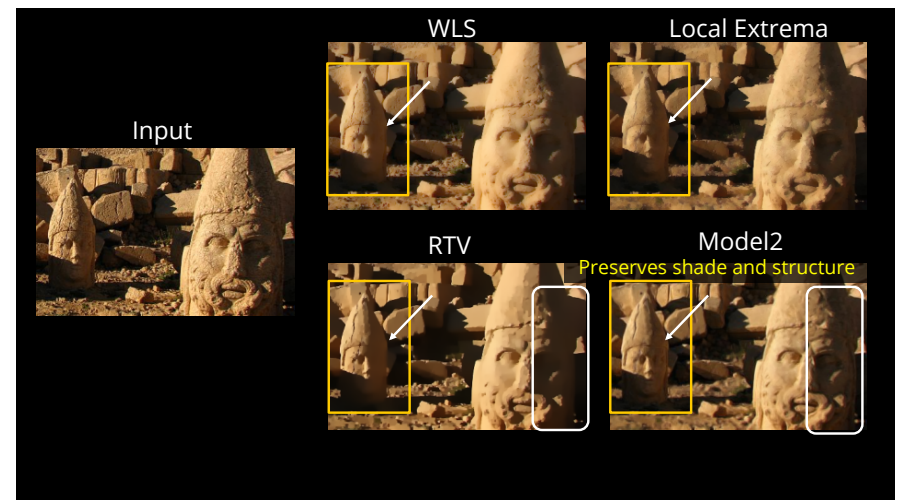 WLS
Local Extrema
Input
RTV
Model2
Preserves shade and structure